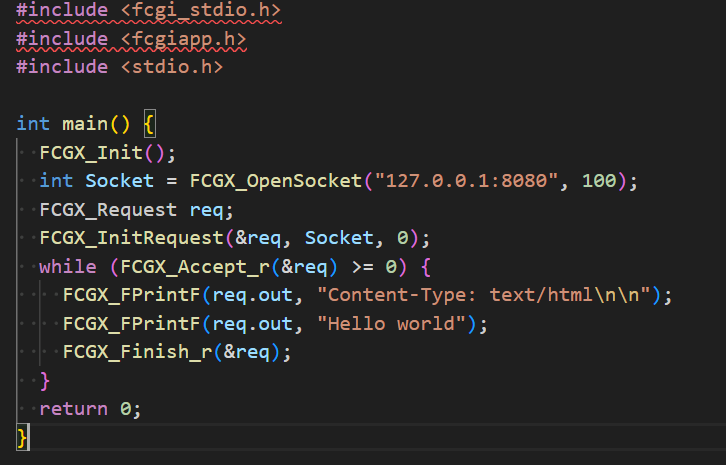 #include <fcgi_stdio.h>
#include <fcgiapp.h>
#include <stdio.h>

int main() {
  FCGX_Init();
  int Socket = FCGX_OpenSocket("127.0.0.1:8080", 100);
  FCGX_Request req;
  FCGX_InitRequest(&req, Socket, 0);
  while (FCGX_Accept_r(&req) >= 0) {
    FCGX_FPrintF(req.out, "Content-Type: text/html\n\n");
    FCGX_FPrintF(req.out, "Hello world");
    FCGX_Finish_r(&req);
  }
  return 0;
}